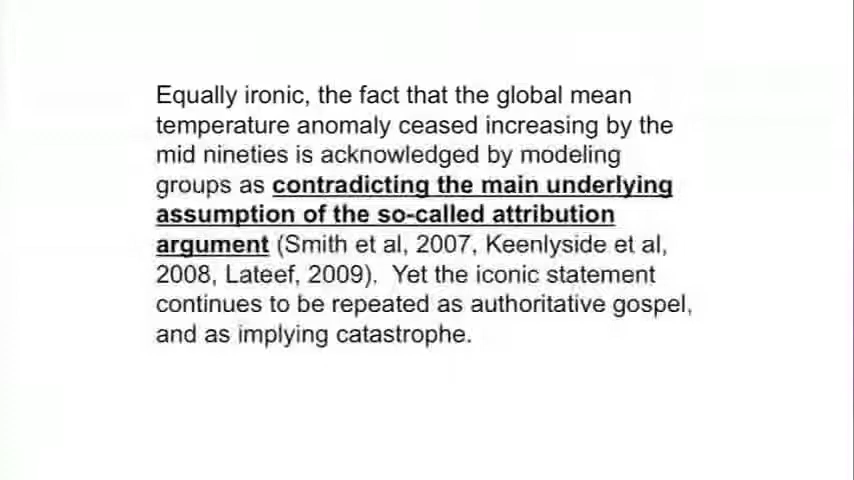 Equally ironic, the fact that the global mean
temperature anomaly ceased increasing by the
mid nineties is acknowledged by modeling
groups as contradicting the main underlying
assumption of the so-called attribution
argument (Smith et al, 2007, Keenlyside et al,
2008, Lateef, 2009).  Yet the iconic statement
continues to be repeated as authoritative gospel,
and as implying catastrophe.